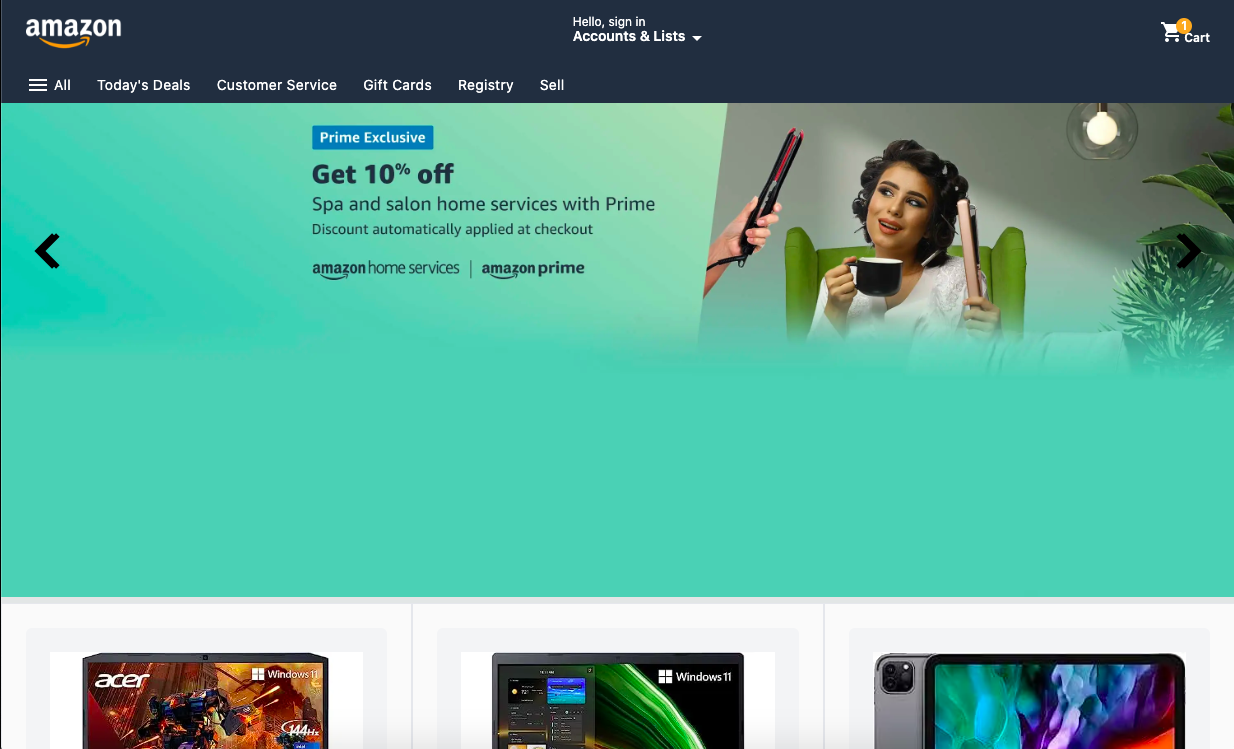 amazon
Hello, sign in
Accounts & Lists
1
Cart
All
Today's Deals
Customer Service
Gift Cards
Registry
Sell
Prime Exclusive
Get 10% off
Spa and salon home services with Prime
Discount automatically applied at checkout
amazon home services | amazon prime
acer
Windows 11
144Hz
intel
Windows 11